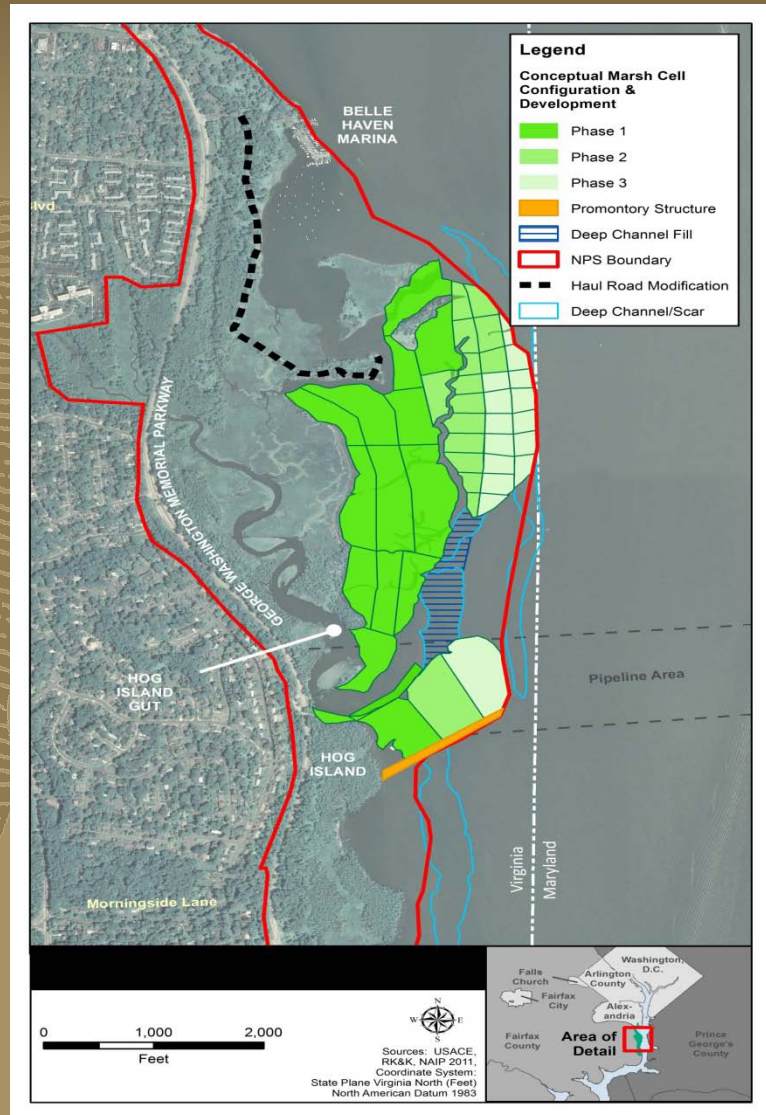 Legend
Conceptual Marsh Cell
Configuration &
Development
Phase 1
Phase 2
Phase 3
Promontory Structure
Deep Channel Fill
NPS Boundary
Haul Road Modification
Deep Channel/Scar
BELLE
HAVEN
MARINA
Blvd
GEORGE WASHINGTON MEMORIAL PARKWAY
HOG
ISLAND
GUT
Pipeline Area
HOG
ISLAND
Virginia
Maryland
Morningside Lane
0 1,000 2,000
Feet
N
W E
S
Sources: USACE,
RK&K, NAIP 2011,
Coordinate System:
State Plane Virginia North (Feet)
North American Datum 1983
Washington,
D.C.
Falls
Church
Arlington
County
Fairfax
City
Alex-
andria
Fairfax
County
Area of
Detail
Prince
George's
County